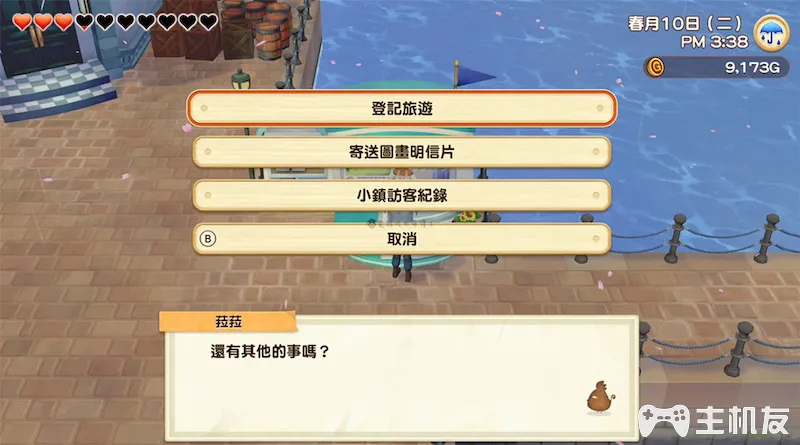 春月10日（二）
PM 3:38
9,173G
登記旅遊
寄送圖畫明信片
小鎮訪客紀錄
B 取消
菈菈
還有其他的事嗎？
主机友